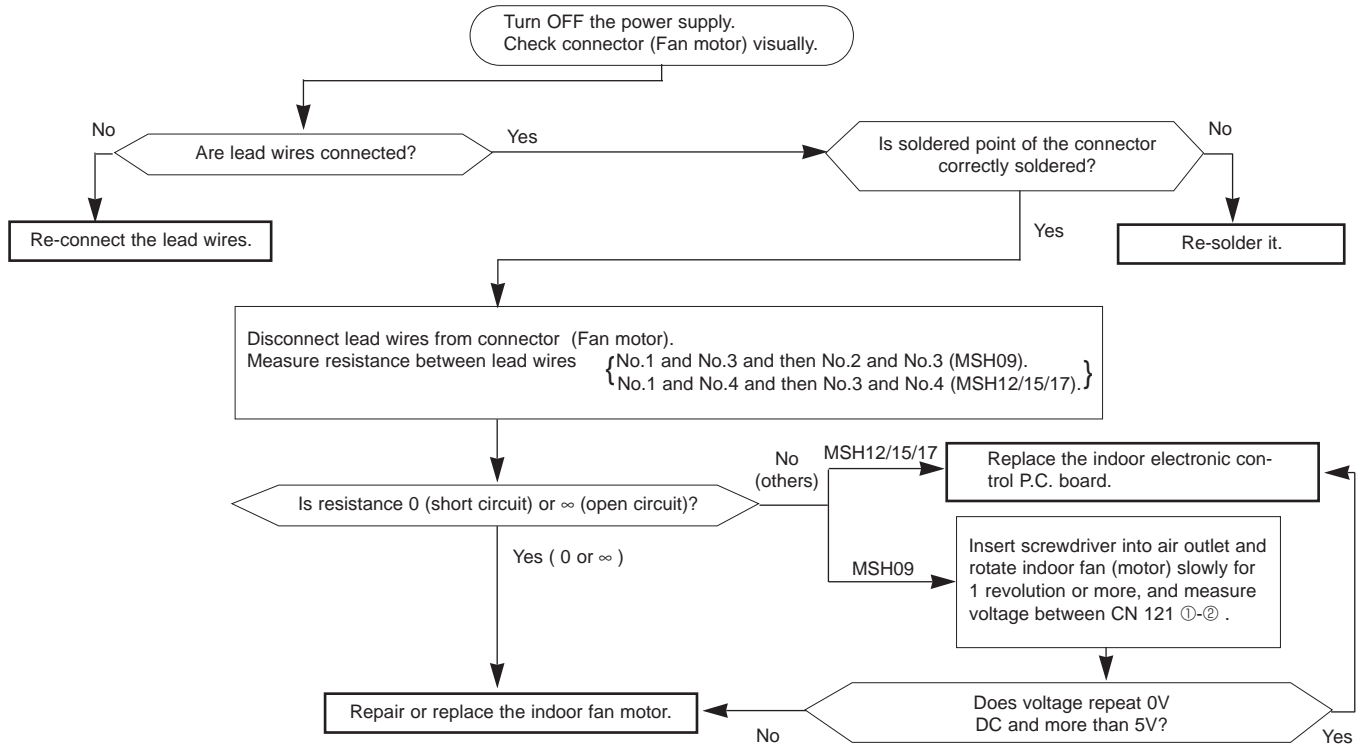 Turn OFF the power supply.
Check connector (Fan motor) visually.
No
Are lead wires connected?
Yes
Is soldered point of the connector
correctly soldered?
No
Re-connect the lead wires.
Yes
Re-solder it.
Disconnect lead wires from connector (Fan motor).
Measure resistance between lead wires {No.1 and No.3 and then No.2 and No.3 (MSH09).
No.1 and No.4 and then No.3 and No.4 (MSH12/15/17).}
Is resistance 0 (short circuit) or ∞ (open circuit)?
No
(others)
MSH12/15/17
Replace the indoor electronic con-
trol P.C. board.
Yes ( 0 or ∞ )
MSH09
Insert screwdriver into air outlet and
rotate indoor fan (motor) slowly for
1 revolution or more, and measure
voltage between CN 121 ①-② .
Repair or replace the indoor fan motor.
No
Does voltage repeat 0V
DC and more than 5V?
Yes